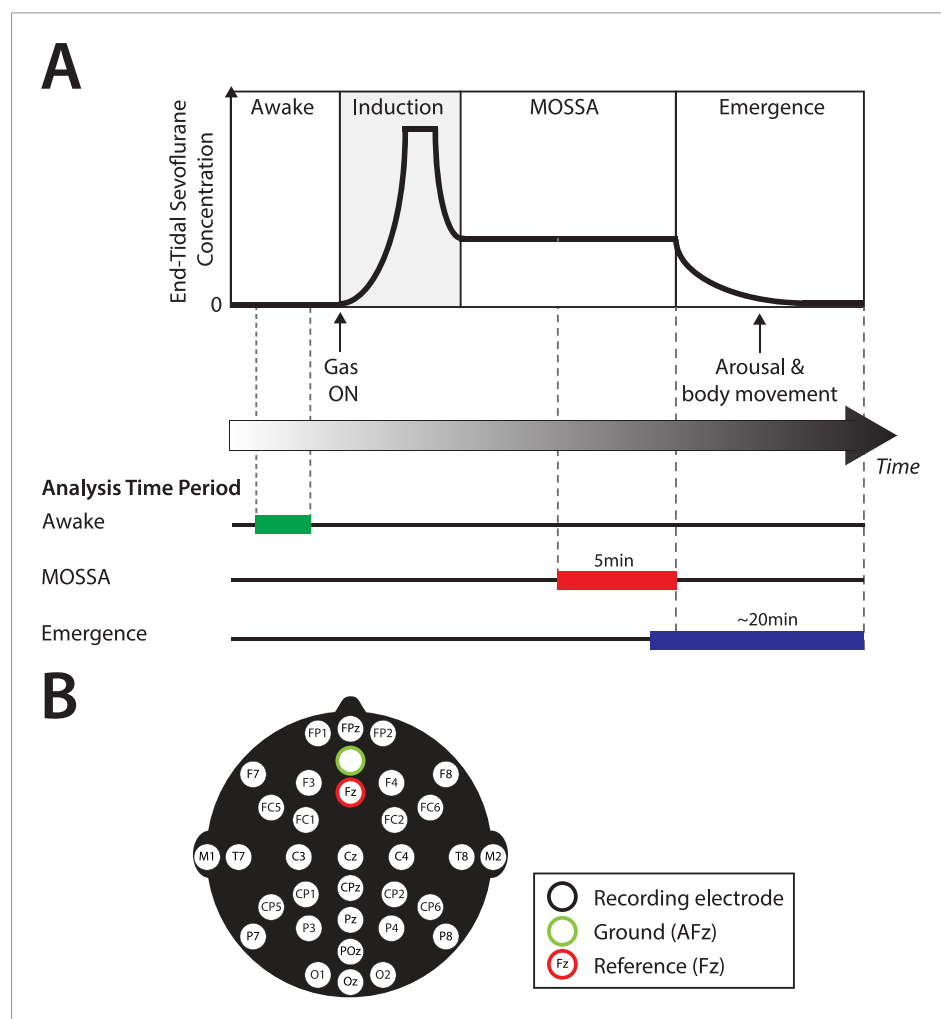 A
Awake
Induction
MOSSA
Emergence
End-Tidal Sevoflurane
Concentration
0
Gas
ON
Arousal &
body movement
Time
Analysis Time Period
Awake
MOSSA
5min
Emergence
~20min
B
FP1 FPz FP2
F7 F3 Fz F4 F8
FC5 FC1 FC2 FC6
M1 T7 C3 Cz C4 T8 M2
CP5 CP1 CPz CP2 CP6
P7 P3 Pz P4 P8
POz
O1 Oz O2
Recording electrode
Ground (AFz)
Fz Reference (Fz)